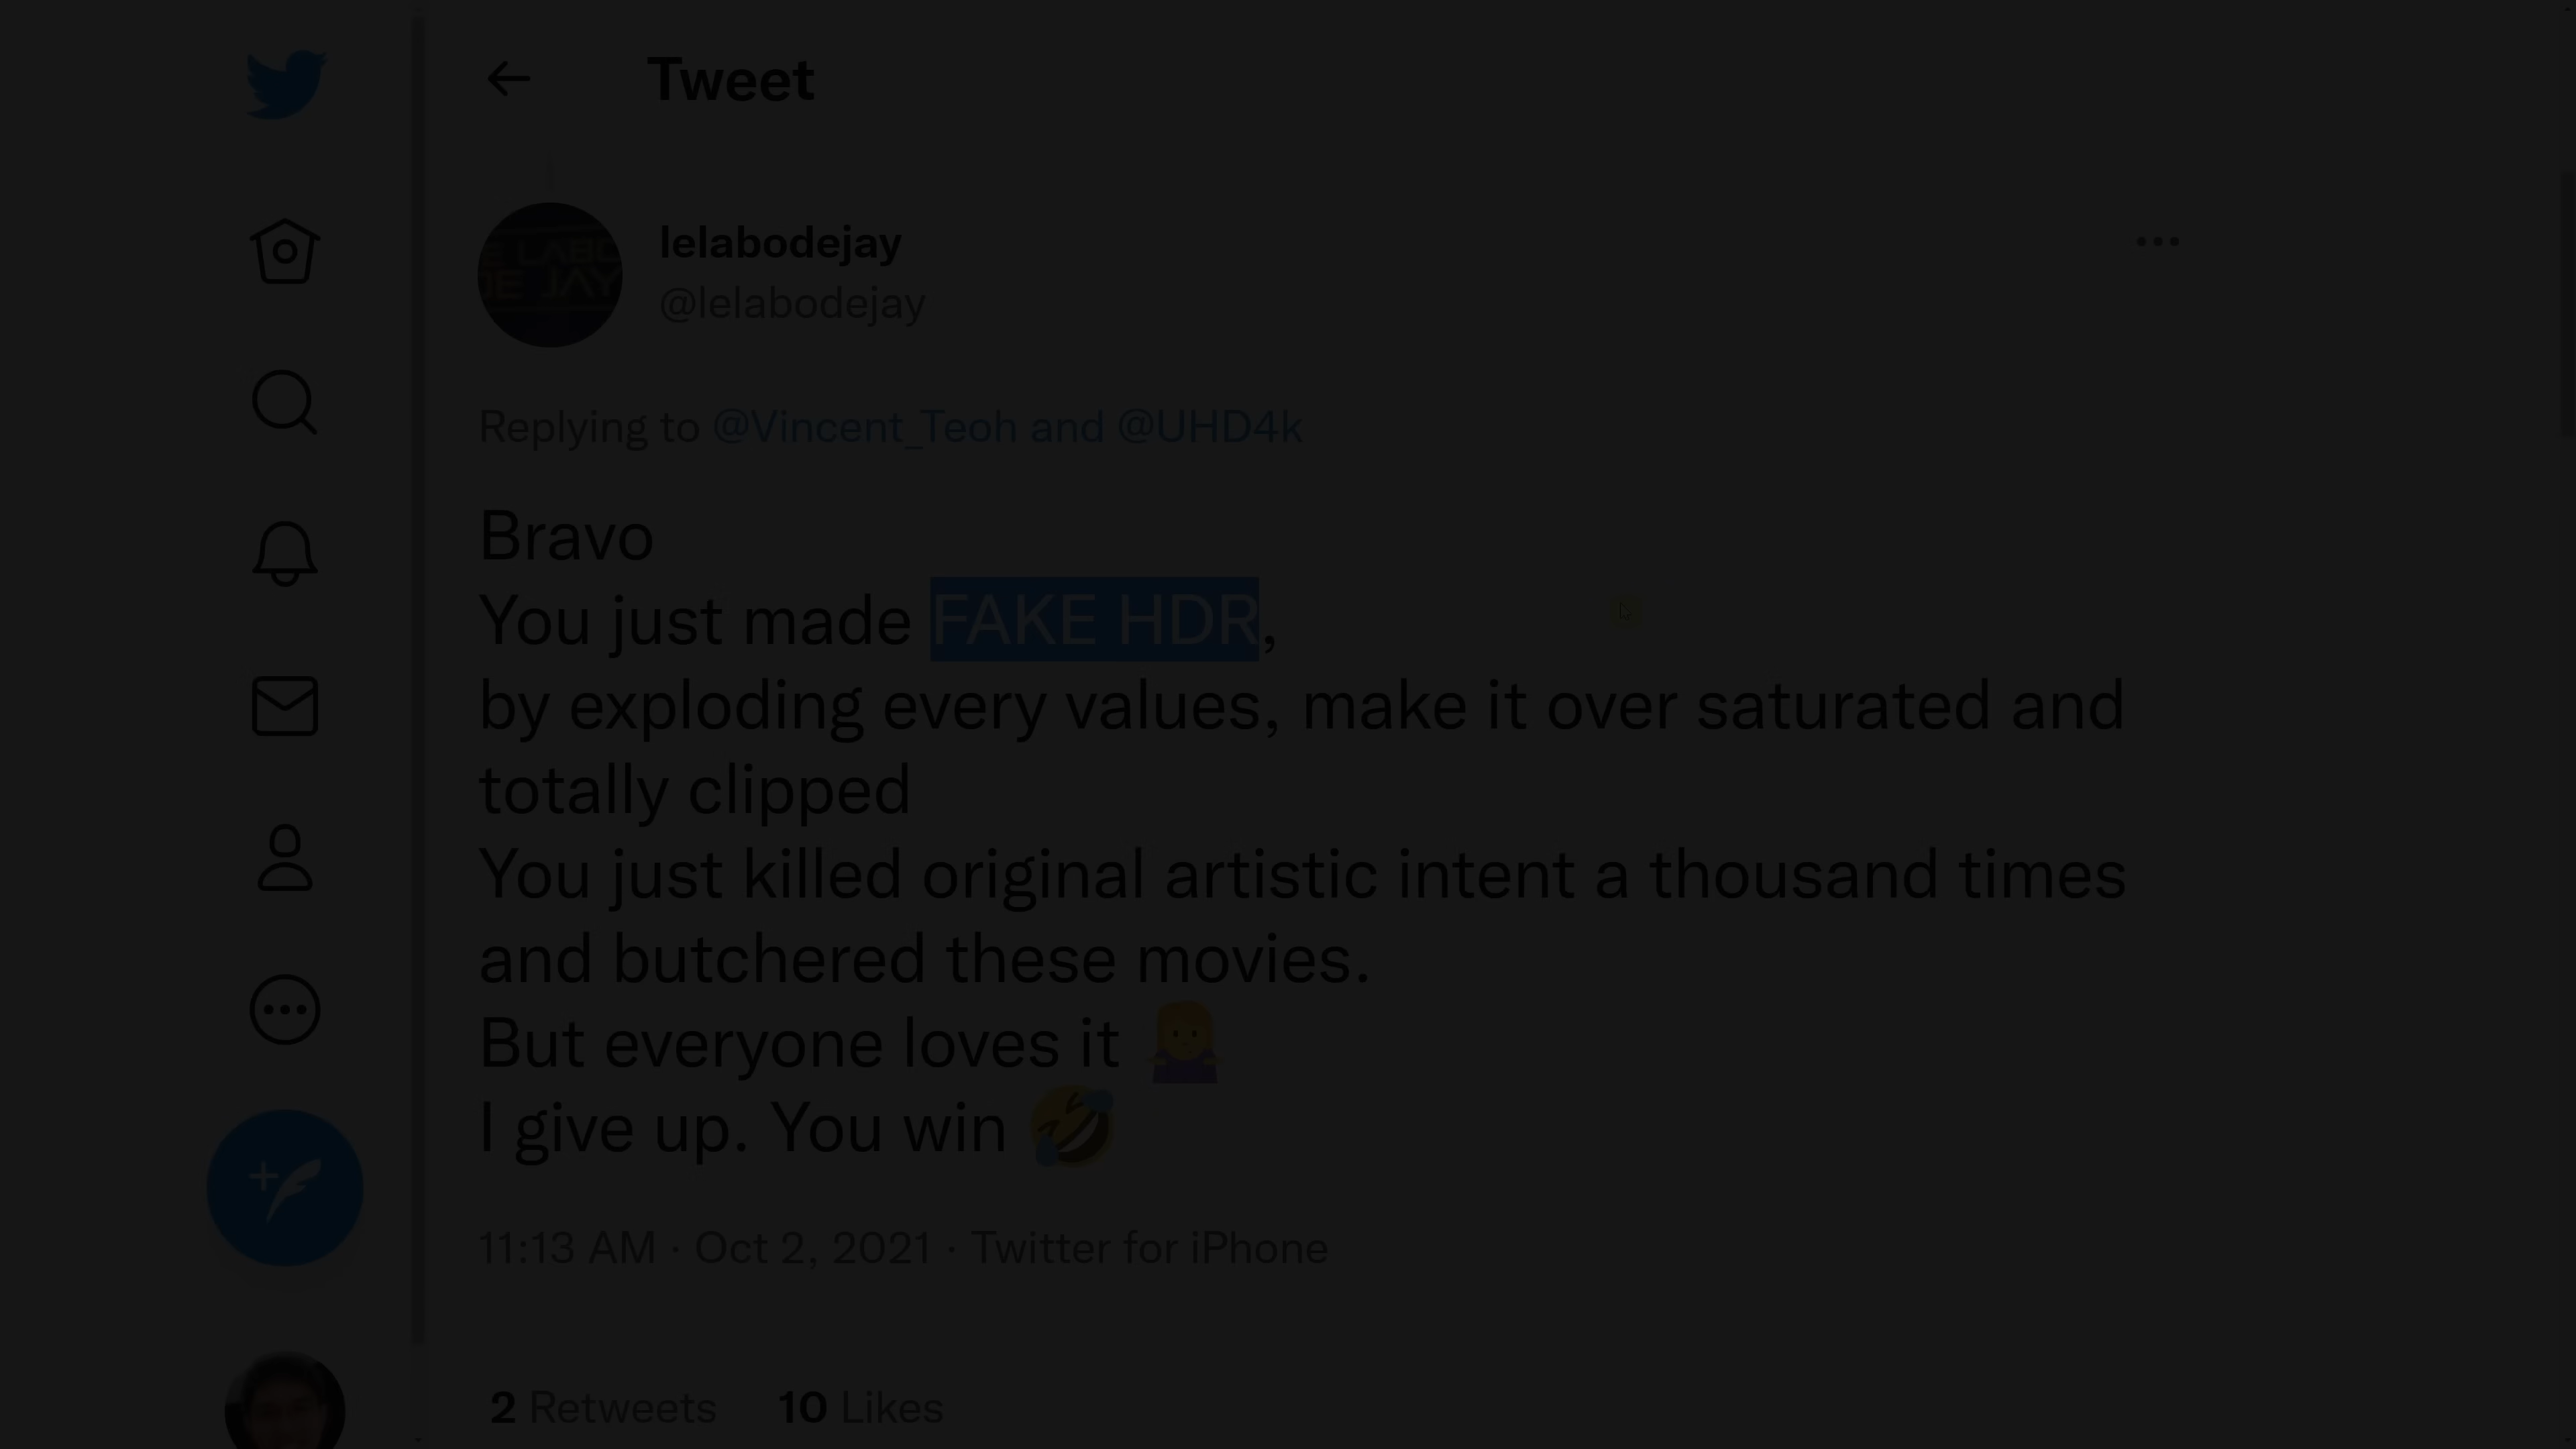 Tweet
E LABO
DE JAY
lelabodejay
@lelabodejay
Replying to @Vincent_Teoh and @UHD4k
Bravo
You just made FAKE HDR,
by exploding every values, make it over saturated and
totally clipped
You just killed original artistic intent a thousand times
and butchered these movies.
But everyone loves it 🤷‍♀️
I give up. You win 🤣
11:13 AM · Oct 2, 2021 · Twitter for iPhone
2 Retweets 10 Likes